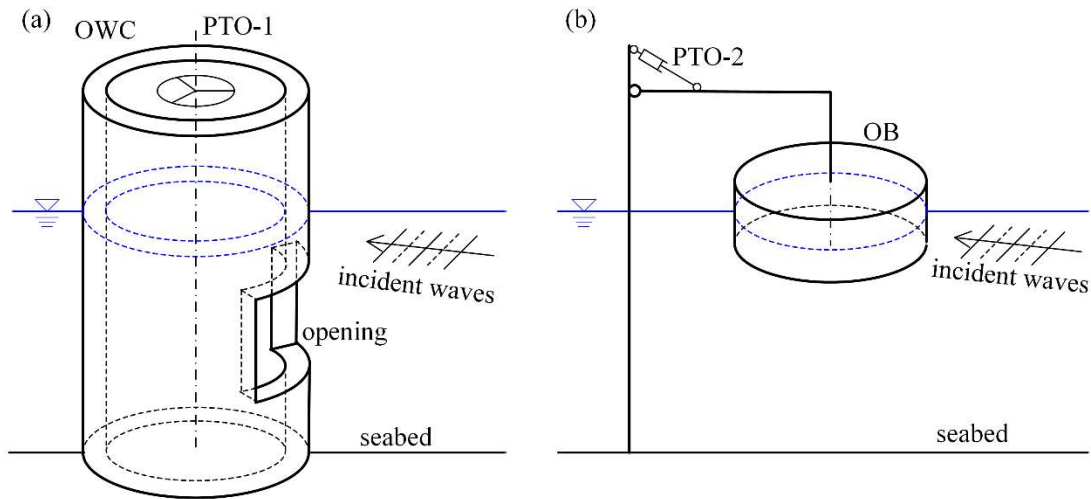 (a)
OWC
PTO-1
incident waves
opening
seabed
(b)
PTO-2
OB
incident waves
seabed